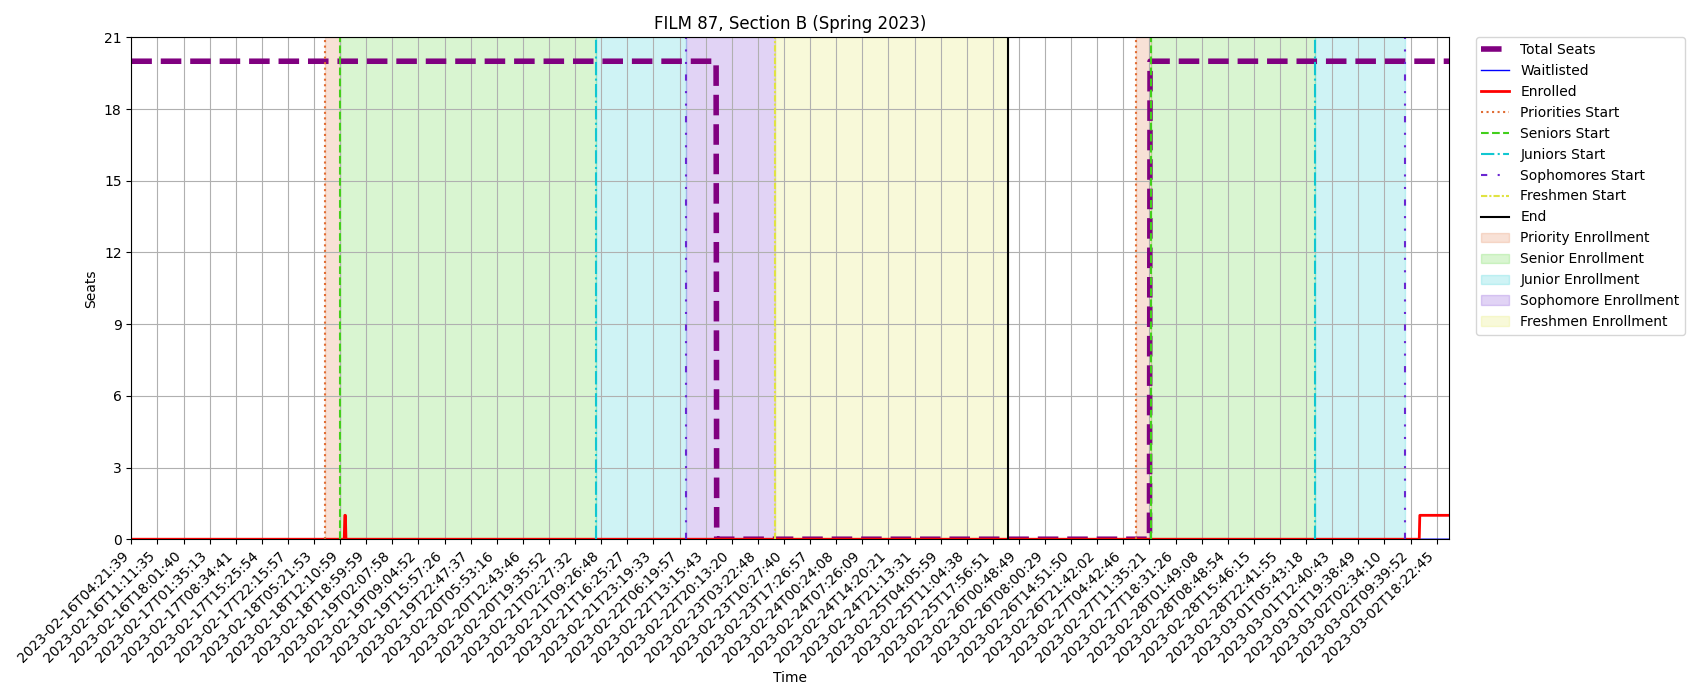 FILM 87, Section B (Spring 2023)
Seats
21
18
15
12
9
6
3
0
2023-02-16T04:21:39
2023-02-16T11:11:35
2023-02-16T18:01:40
2023-02-17T01:35:13
2023-02-17T08:34:41
2023-02-17T15:25:54
2023-02-17T22:15:57
2023-02-18T05:21:53
2023-02-18T12:10:59
2023-02-18T18:59:59
2023-02-19T02:07:58
2023-02-19T09:04:52
2023-02-19T15:57:26
2023-02-19T22:47:37
2023-02-20T05:53:16
2023-02-20T12:43:46
2023-02-20T19:35:52
2023-02-21T02:27:32
2023-02-21T09:26:48
2023-02-21T16:25:27
2023-02-21T23:19:33
2023-02-22T06:19:57
2023-02-22T13:15:43
2023-02-22T20:13:20
2023-02-23T03:22:48
2023-02-23T10:27:40
2023-02-23T17:26:57
2023-02-24T00:24:08
2023-02-24T07:26:09
2023-02-24T14:20:21
2023-02-24T21:13:31
2023-02-25T04:05:59
2023-02-25T11:04:38
2023-02-25T17:56:51
2023-02-26T00:48:49
2023-02-26T08:00:29
2023-02-26T14:51:50
2023-02-26T21:42:02
2023-02-27T04:42:46
2023-02-27T11:35:21
2023-02-27T18:31:26
2023-02-28T01:49:08
2023-02-28T08:48:54
2023-02-28T15:46:15
2023-02-28T22:41:55
2023-03-01T05:43:18
2023-03-01T12:40:43
2023-03-01T19:38:49
2023-03-02T02:34:10
2023-03-02T09:39:52
2023-03-02T18:22:45
Time
Total Seats
Waitlisted
Enrolled
Priorities Start
Seniors Start
Juniors Start
Sophomores Start
Freshmen Start
End
Priority Enrollment
Senior Enrollment
Junior Enrollment
Sophomore Enrollment
Freshmen Enrollment